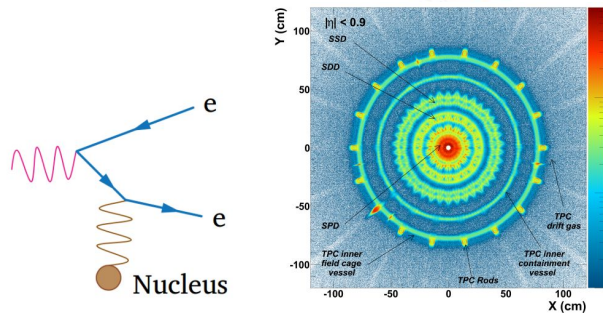 e
e
Nucleus
Y (cm)
|η| < 0.9
SSD
SDD
SPD
TPC inner
field cage
vessel
TPC Rods
TPC inner
containment
vessel
TPC
drift gas
100
50
0
-50
-100
-100
-50
0
50
100
X (cm)